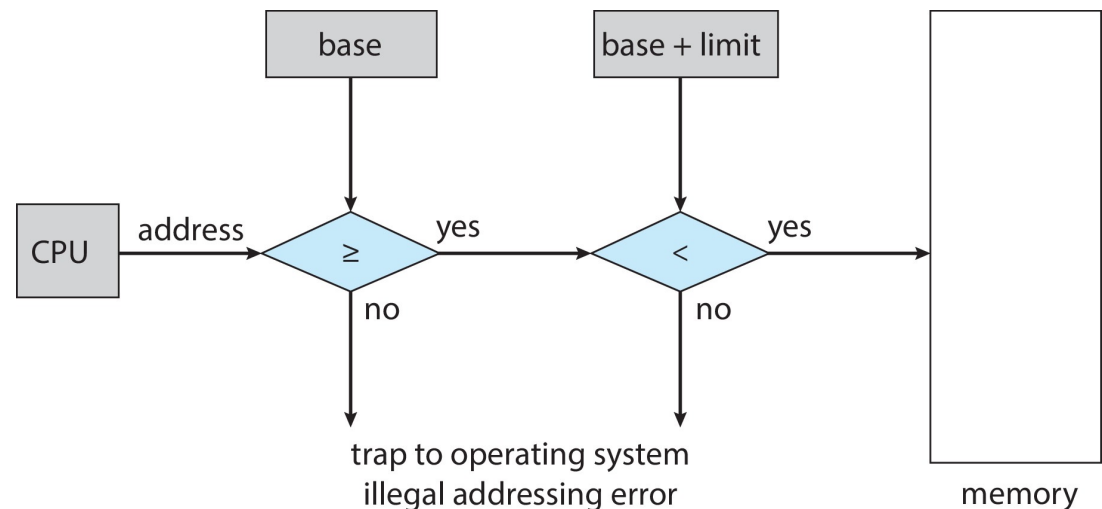 base
base + limit
CPU
address
≥
yes
<
yes
no
no
trap to operating system
illegal addressing error
memory